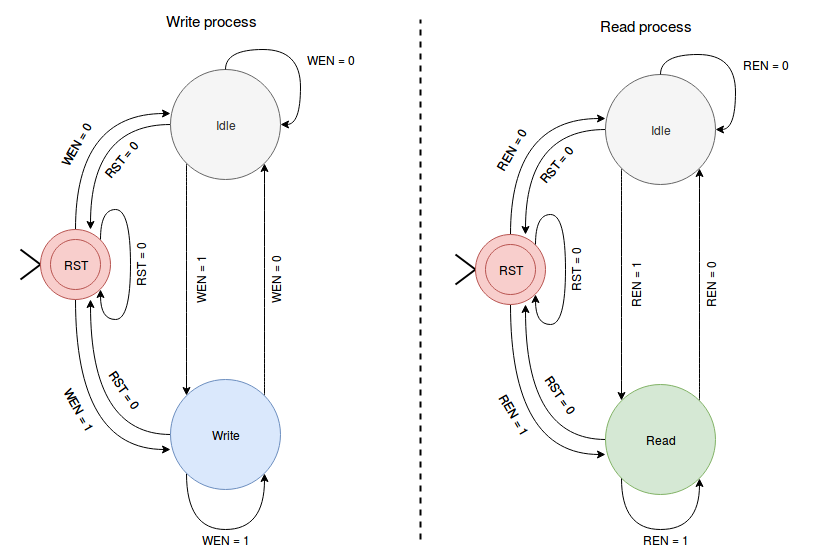 Write process
WEN = 0
Idle
WEN = 0
RST = 0
RST
RST = 0
WEN = 1
WEN = 0
RST = 0
WEN = 1
Write
WEN = 1
Read process
REN = 0
Idle
REN = 0
RST = 0
RST
RST = 0
REN = 1
REN = 0
RST = 0
REN = 1
Read
REN = 1